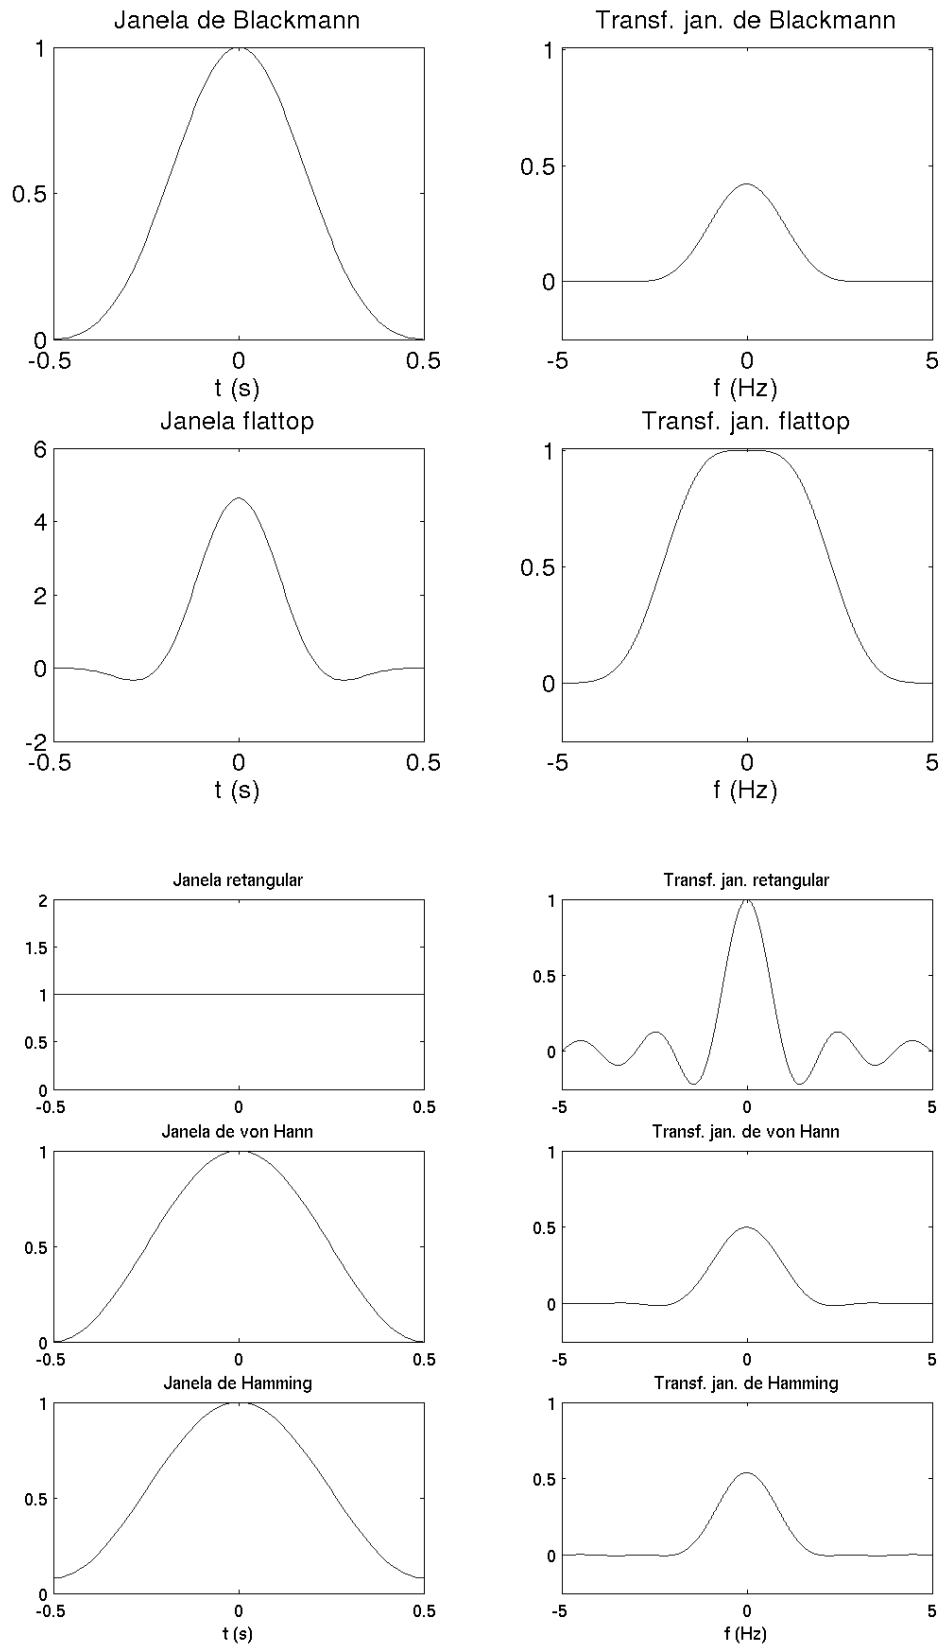 Janela de Blackmann
Transf. jan. de Blackmann
1
0.5
0
-0.5 0 0.5
t (s)
1
0.5
0
-5 0 5
f (Hz)
Janela flattop
Transf. jan. flattop
6
4
2
0
-2
-0.5 0 0.5
t (s)
1
0.5
0
-5 0 5
f (Hz)
Janela retangular
Transf. jan. retangular
2
1.5
1
0.5
0
-0.5 0 0.5
1
0.5
0
-5 0 5
Janela de von Hann
Transf. jan. de von Hann
1
0.5
0
-0.5 0 0.5
1
0.5
0
-5 0 5
Janela de Hamming
Transf. jan. de Hamming
1
0.5
0
-0.5 0 0.5
t (s)
1
0.5
0
-5 0 5
f (Hz)